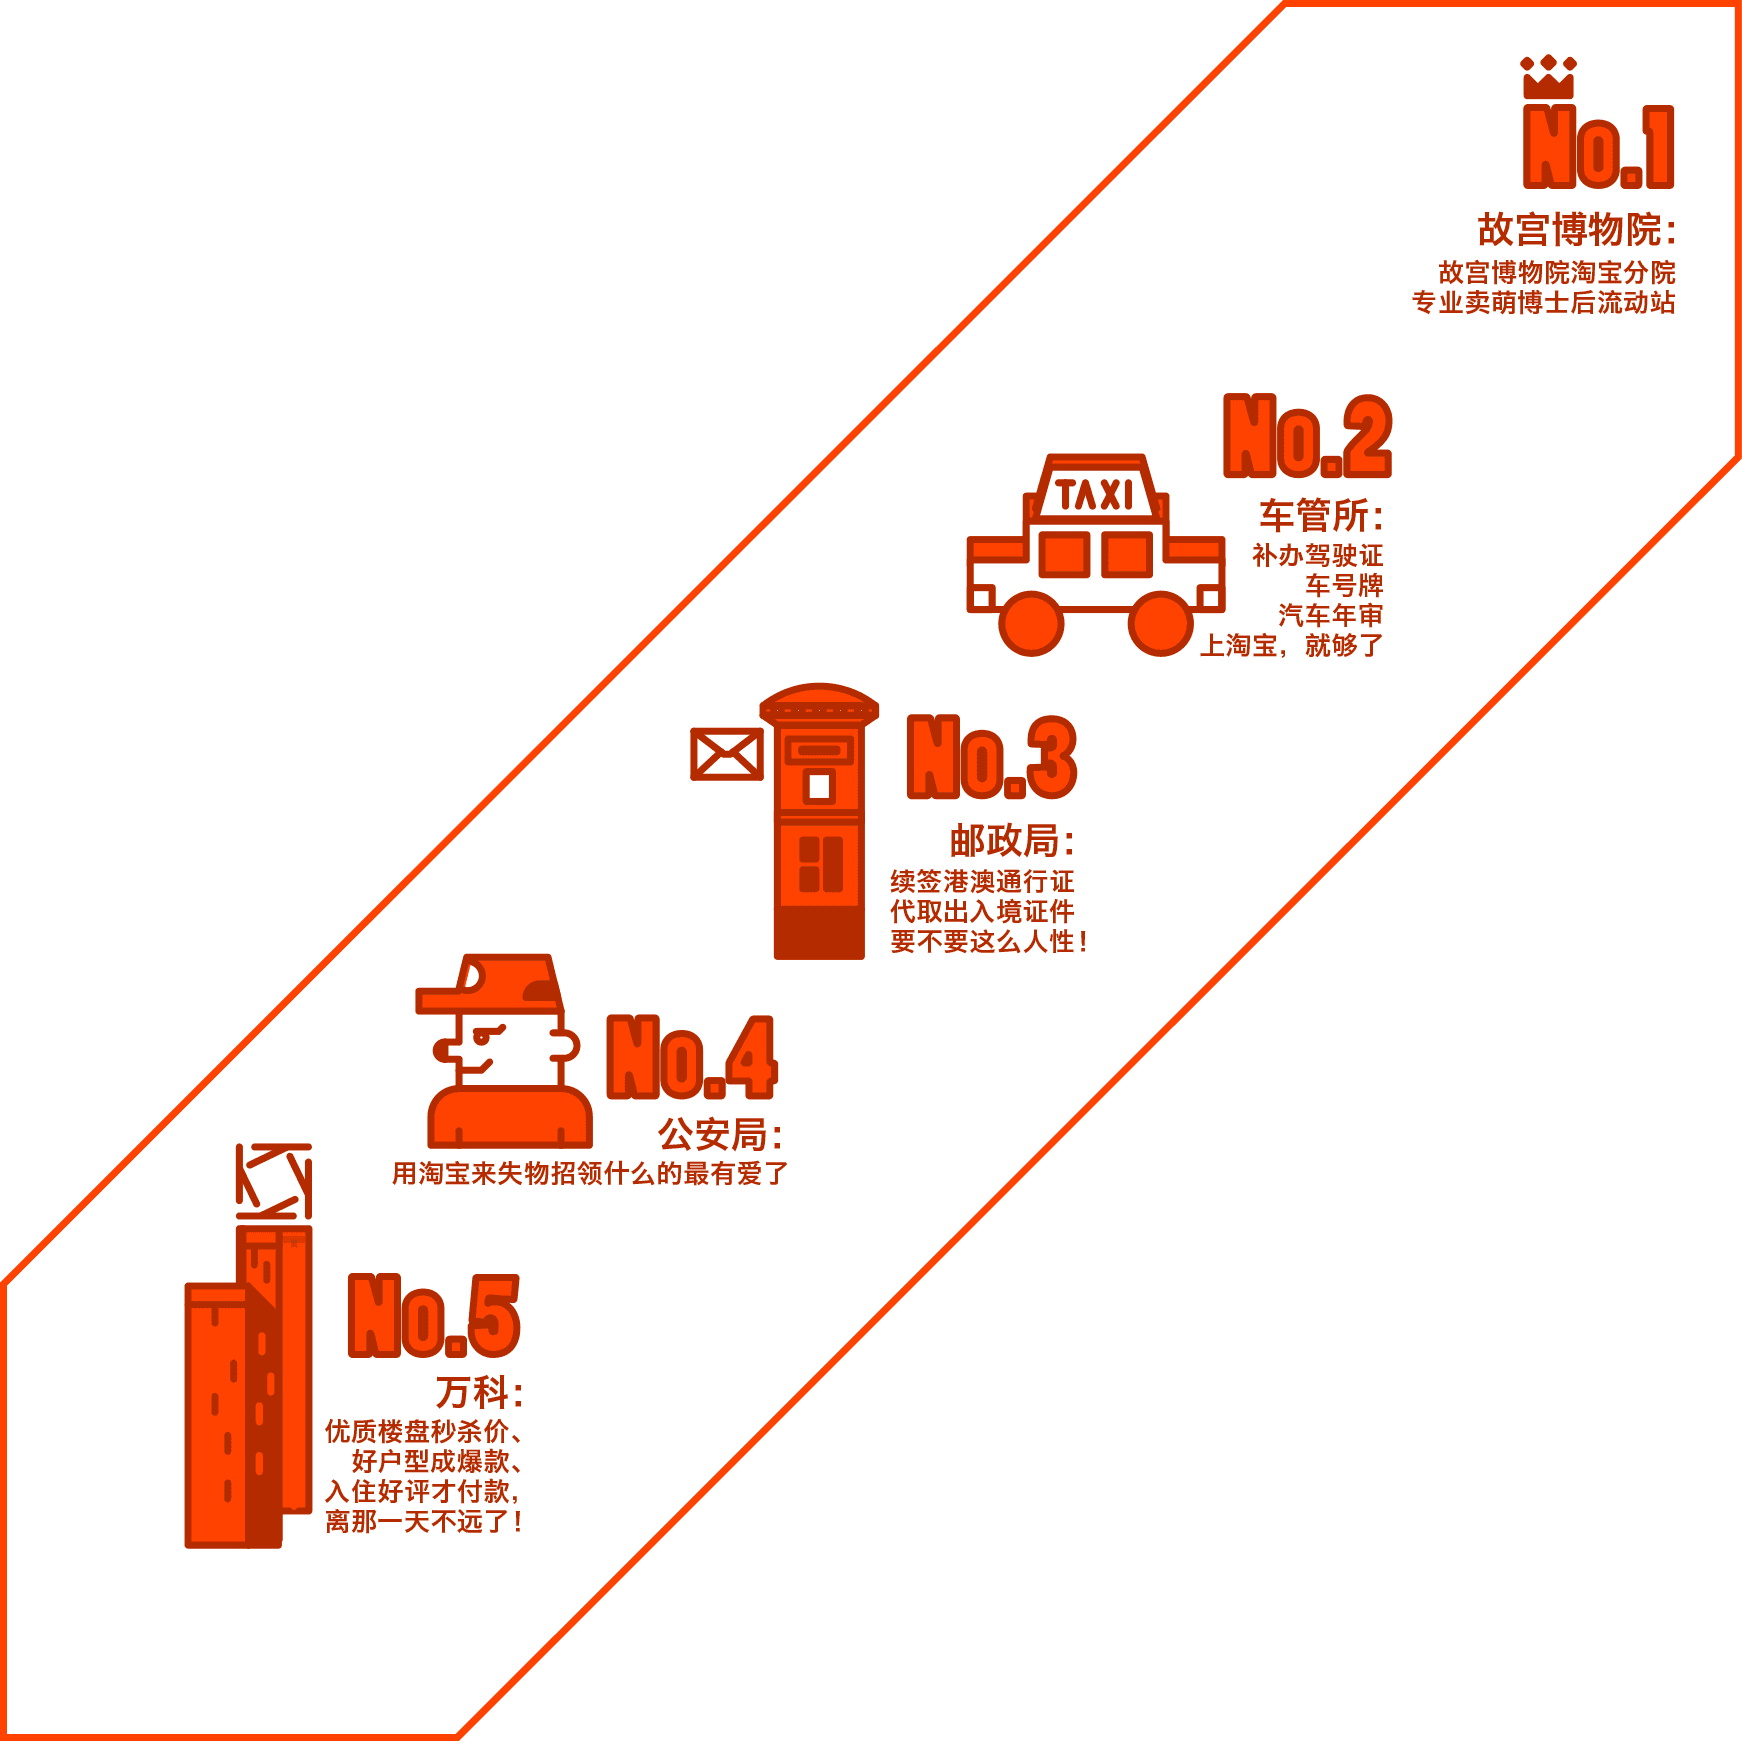 No.1
故宫博物院：
故宫博物院淘宝分院
专业卖萌博士后流动站
No.2
TAXI
车管所：
补办驾驶证
车号牌
汽车年审
上淘宝，就够了
No.3
邮政局：
续签港澳通行证
代取出入境证件
要不要这么人性！
No.4
公安局：
用淘宝来失物招领什么的最有爱了
No.5
万科：
优质楼盘秒杀价、
好户型成爆款、
入住好评才付款，
离那一天不远了！